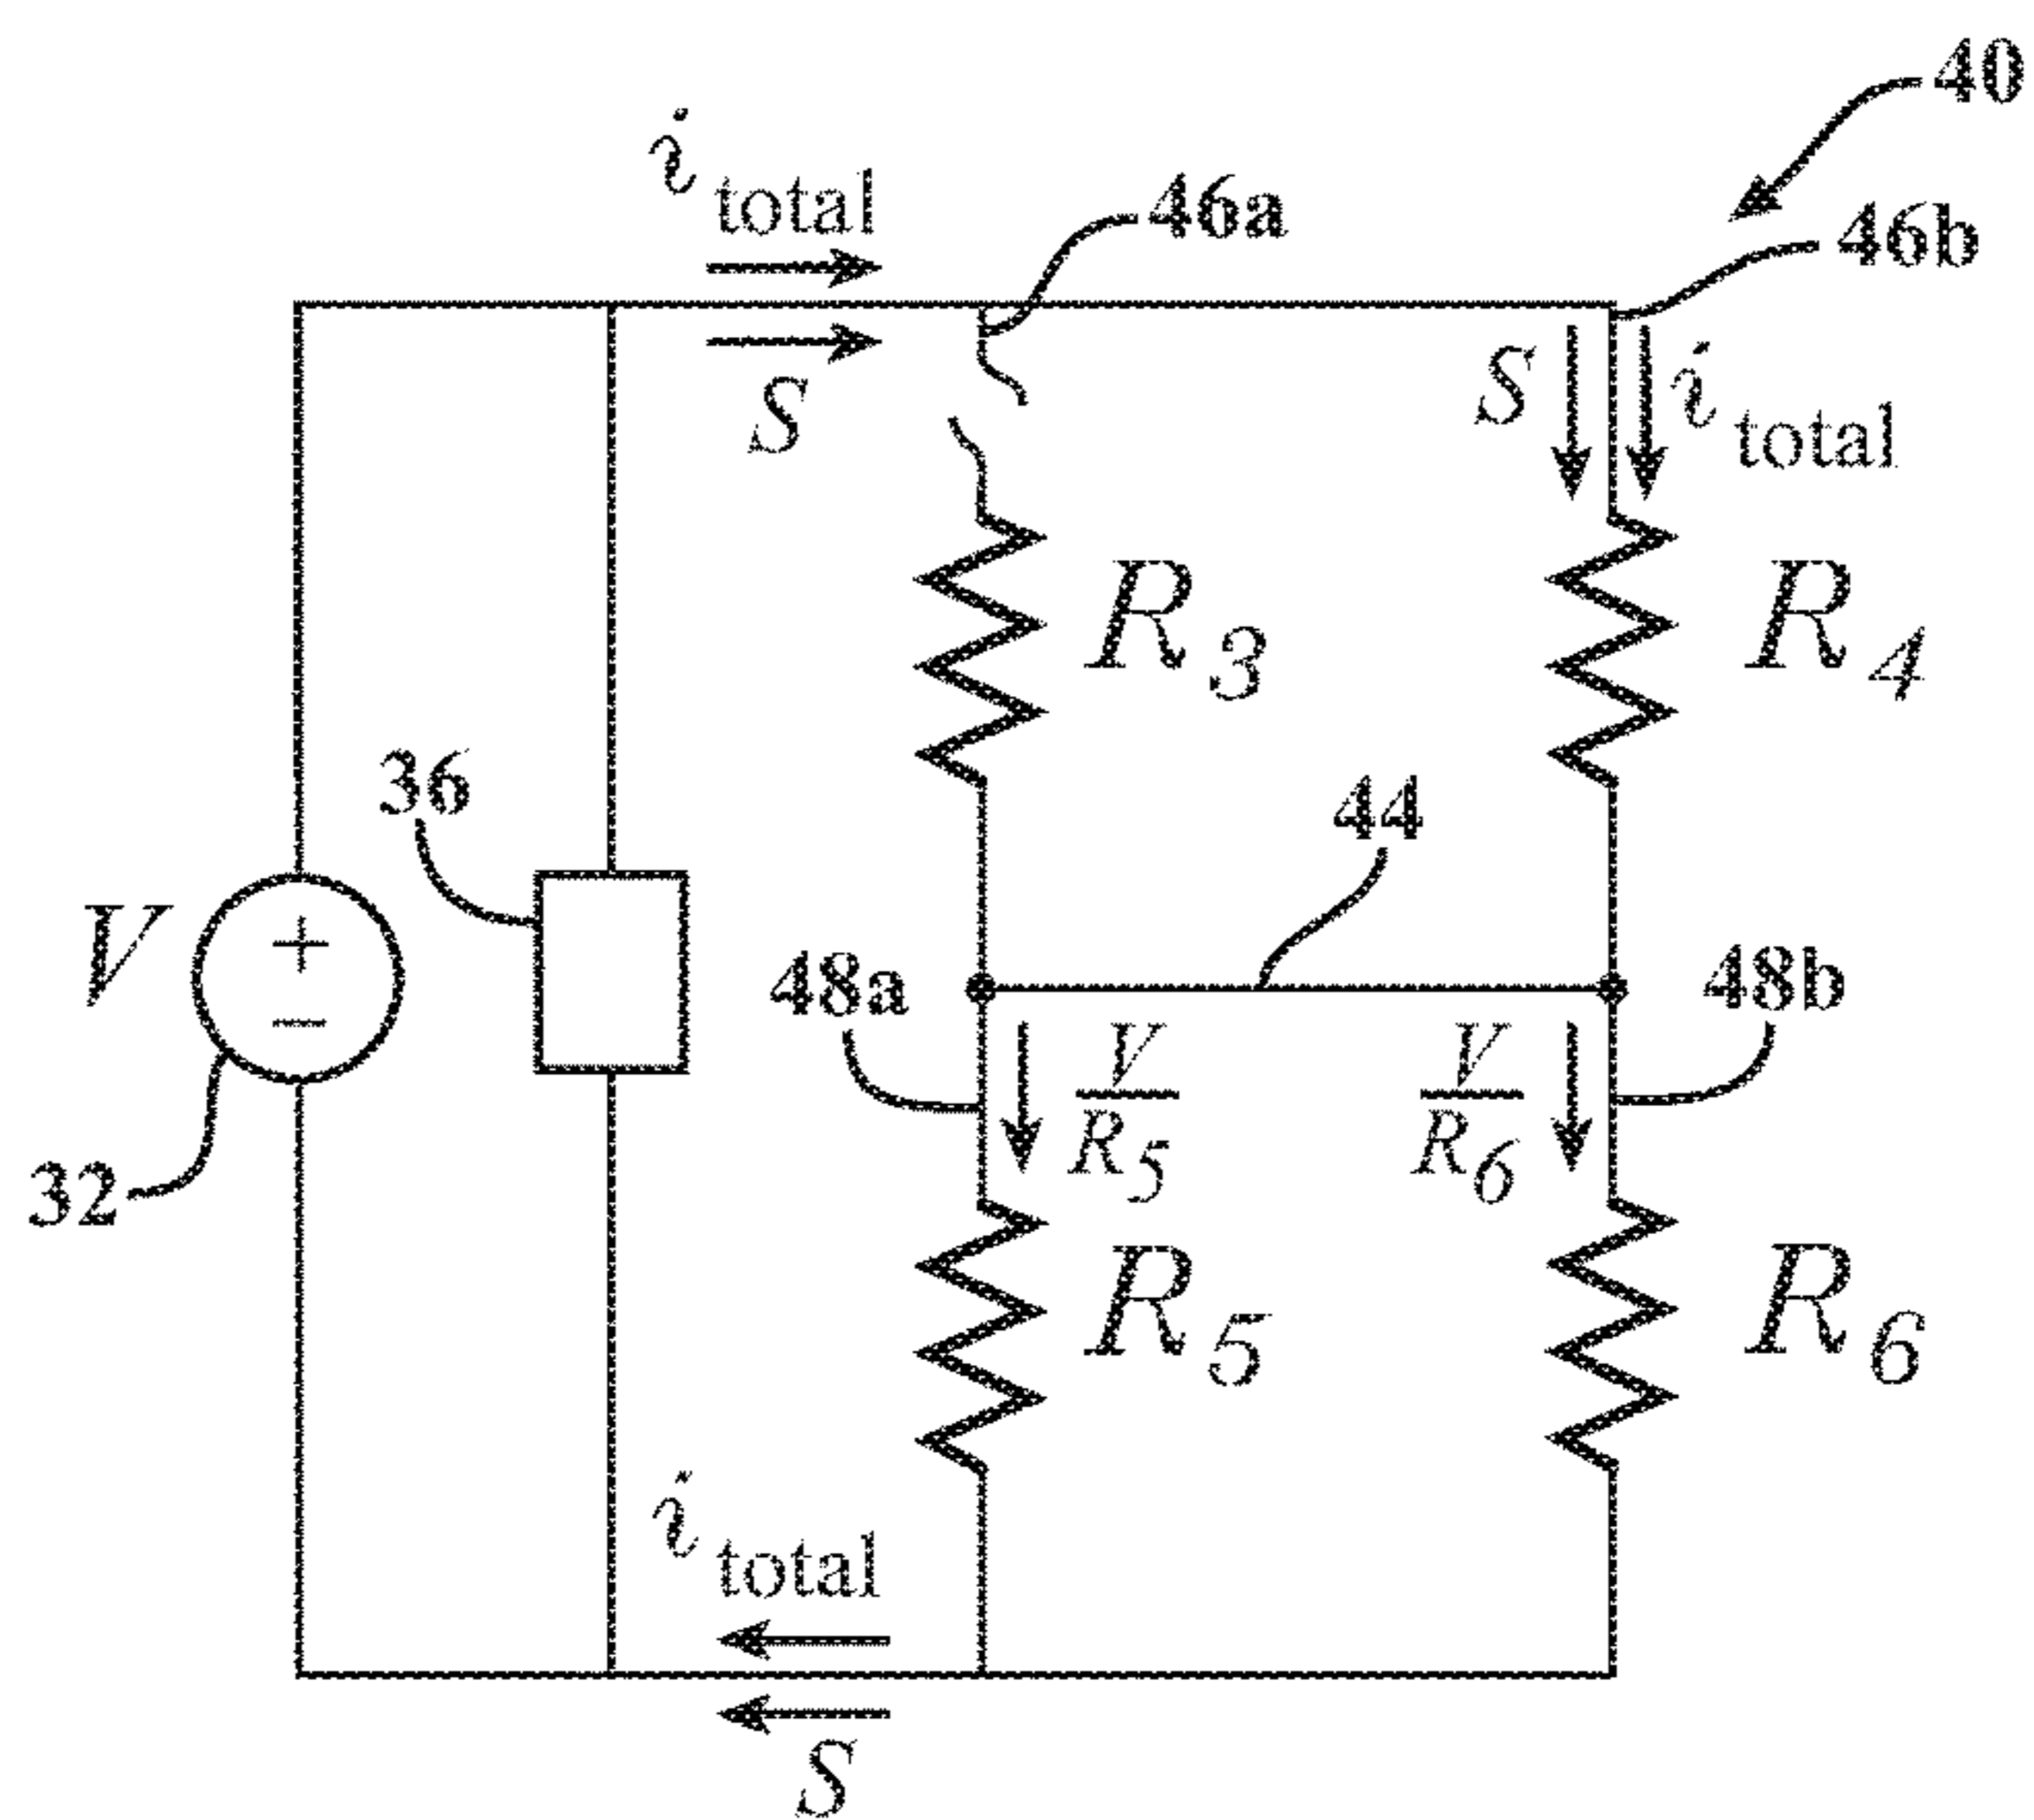 40
i total
46a
46b
S
S
i total
R3
R4
36
44
V
+
−
48a
48b
V/R5
V/R6
32
R5
R6
i total
S